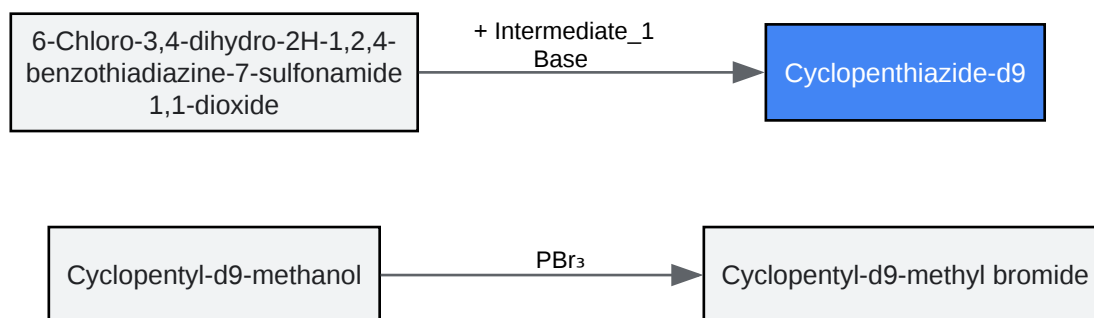 6-Chloro-3,4-dihydro-2H-1,2,4-
benzothiadiazine-7-sulfonamide
1,1-dioxide
+ Intermediate_1
Base
Cyclopenthiazide-d9
Cyclopentyl-d9-methanol
PBr₃
Cyclopentyl-d9-methyl bromide